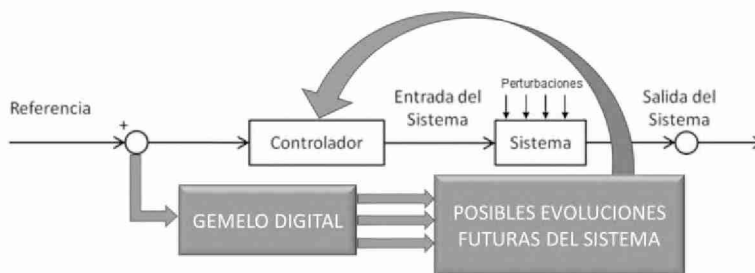 Referencia
+
Controlador
Entrada del
Sistema
Perturbaciones
Sistema
Salida del
Sistema
GEMELO DIGITAL
POSIBLES EVOLUCIONES
FUTURAS DEL SISTEMA